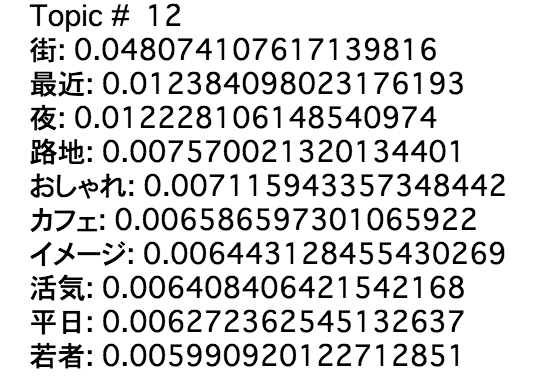 Topic #  12
街: 0.048074107617139816
最近: 0.012384098023176193
夜: 0.012228106148540974
路地: 0.007570021320134401
おしゃれ: 0.007115943357348442
カフェ: 0.006586597301065922
イメージ: 0.006443128455430269
活気: 0.006408406421542168
平日: 0.006272362545132637
若者: 0.005990920122712851